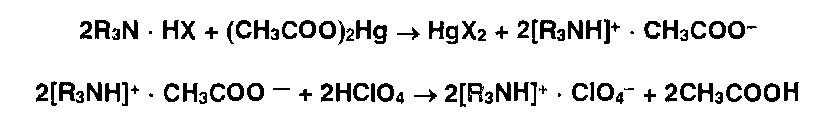 2R₃N · HX + (CH₃COO)₂Hg → HgX₂ + 2[R₃NH]⁺ · CH₃COO⁻
2[R₃NH]⁺ · CH₃COO ⁻ + 2HClO₄ → 2[R₃NH]⁺ · ClO₄⁻ + 2CH₃COOH